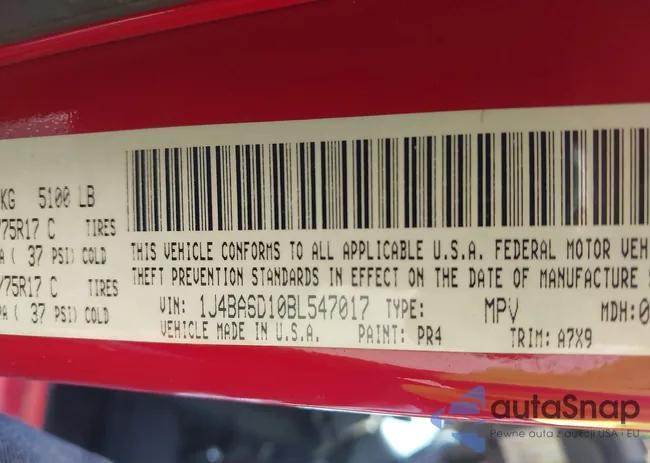 KG 5100 LB
/75R17 C TIRES
A ( 37 PSI) COLD
/75R17 C TIRES
PA ( 37 PSI) COLD
THIS VEHICLE CONFORMS TO ALL APPLICABLE U.S.A. FEDERAL MOTOR VEH
THEFT PREVENTION STANDARDS IN EFFECT ON THE DATE OF MANUFACTURE
VIN: 1J4BA6D10BL547017 TYPE: MPV MDH:0
VEHICLE MADE IN U.S.A. PAINT: PR4 TRIM: A7X9
autaSnap
Pewne auta z aukcji USA i EU